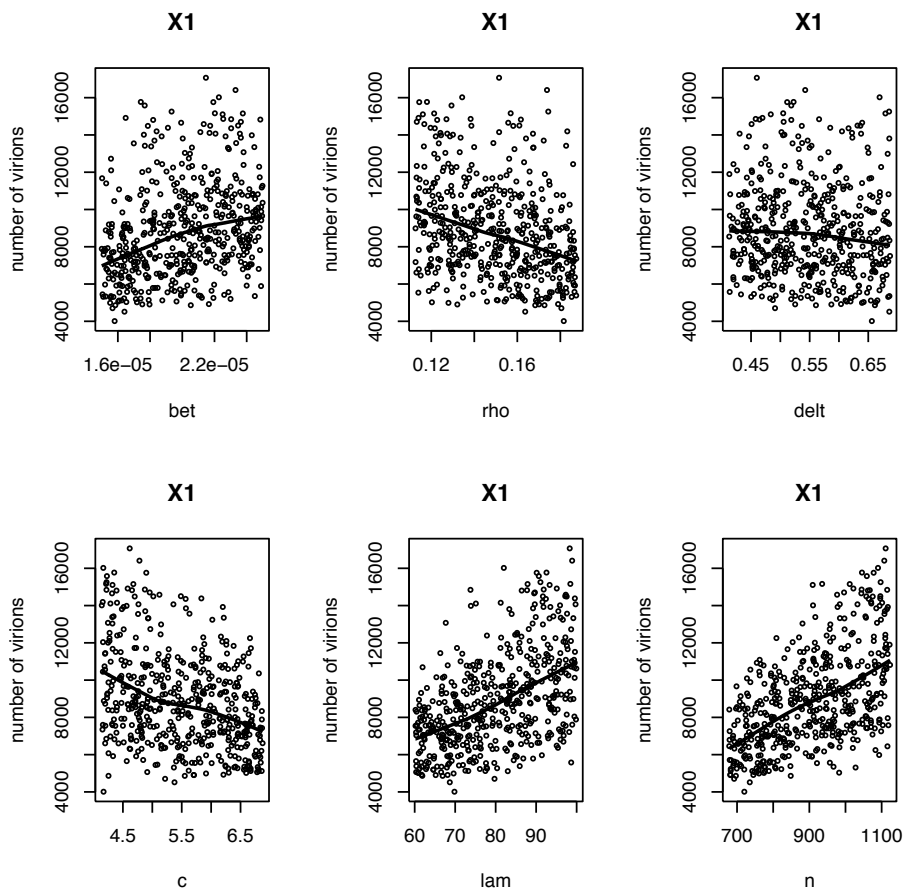 X1
number of virions
4000
8000
12000
16000
1.6e−05
2.2e−05
bet
X1
number of virions
4000
8000
12000
16000
0.12
0.16
rho
X1
number of virions
4000
8000
12000
16000
0.45
0.55
0.65
delt
X1
number of virions
4000
8000
12000
16000
4.5
5.5
6.5
c
X1
number of virions
4000
8000
12000
16000
60
70
80
90
lam
X1
number of virions
4000
8000
12000
16000
700
900
1100
n